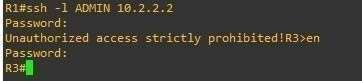 R1#ssh -l ADMIN 10.2.2.2
Password:
Unauthorized access strictly prohibited!R3>en
Password:
R3#